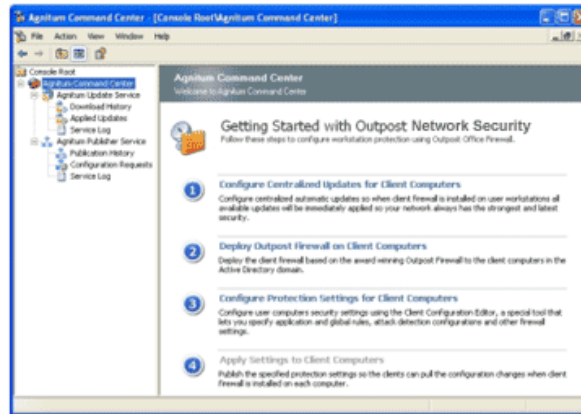 Agnitum Command Center - [Console Root\Agnitum Command Center]
File Action View Window Help
Console Root
Agnitum Command Center
Agnitum Update Service
Download History
Applied Updates
Service Log
Agnitum Publisher Service
Publication History
Configuration Requests
Service Log
Agnitum Command Center
Welcome to Agnitum Command Center
Getting Started with Outpost Network Security
Follow these steps to configure workstation protection using Outpost Office Firewall.
1 Configure Centralized Updates for Client Computers
Configure centralized automatic updates so when client firewall is installed on user workstations all
available updates will be immediately applied so your network always has the strongest and latest
security.
2 Deploy Outpost Firewall on Client Computers
Deploy the client firewall based on the award winning Outpost Firewall to the client computers in the
Active Directory domain.
3 Configure Protection Settings for Client Computers
Configure user computers security settings using the Client Configuration Editor, a special tool that
lets you specify application and global rules, attack detection configurations and other firewall
settings.
4 Apply Settings to Client Computers
Publish the specified protection settings so the clients can pull the configuration changes when client
firewall is installed on each computer.